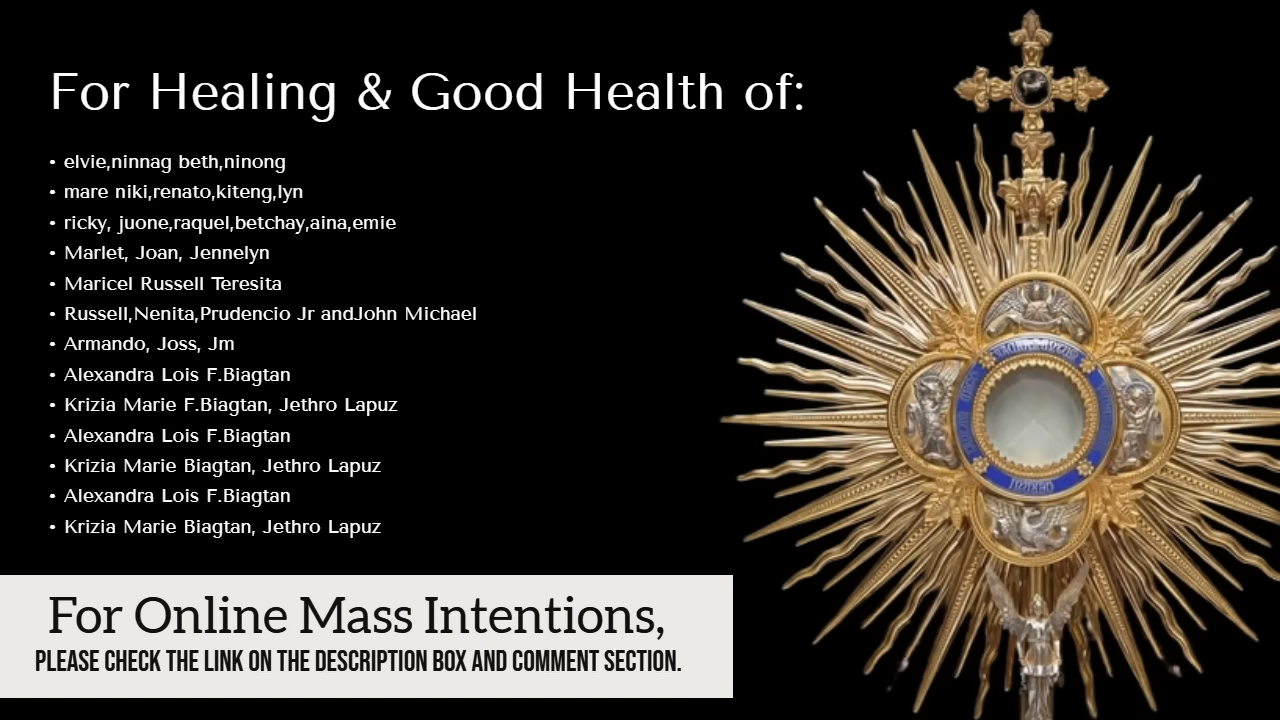 For Healing & Good Health of:
• elvie,ninnag beth,ninong
• mare niki,renato,kiteng,lyn
• ricky, juone,raquel,betchay,aina,emie
• Marlet, Joan, Jennelyn
• Maricel Russell Teresita
• Russell,Nenita,Prudencio Jr andJohn Michael
• Armando, Joss, Jm
• Alexandra Lois F.Biagtan
• Krizia Marie F.Biagtan, Jethro Lapuz
• Alexandra Lois F.Biagtan
• Krizia Marie Biagtan, Jethro Lapuz
• Alexandra Lois F.Biagtan
• Krizia Marie Biagtan, Jethro Lapuz
For Online Mass Intentions,
PLEASE CHECK THE LINK ON THE DESCRIPTION BOX AND COMMENT SECTION.